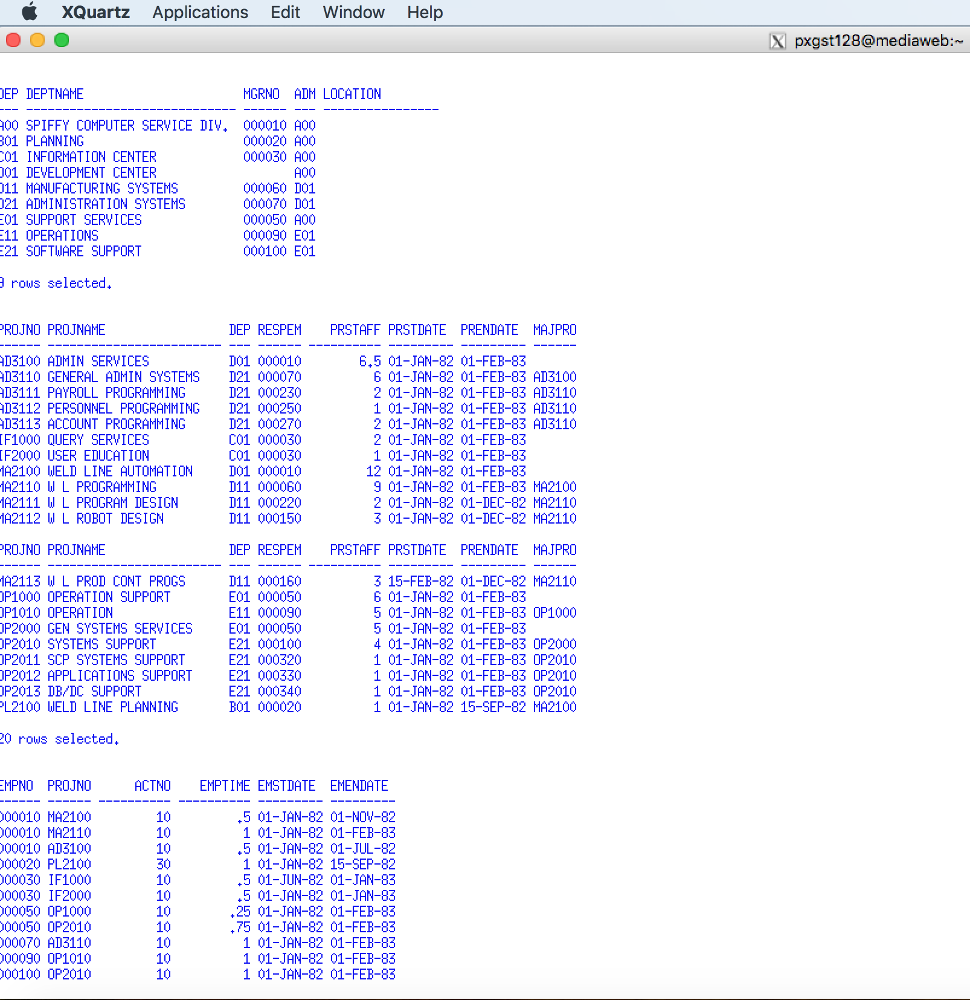 XQuartz Applications Edit Window Help
X pxgst128@mediaweb:~
DEP DEPTNAME MGRNO ADM LOCATION
--- ----------------------------- ------ --- ----------------
A00 SPIFFY COMPUTER SERVICE DIV. 000010 A00
B01 PLANNING 000020 A00
C01 INFORMATION CENTER 000030 A00
D01 DEVELOPMENT CENTER A00
D11 MANUFACTURING SYSTEMS 000060 D01
D21 ADMINISTRATION SYSTEMS 000070 D01
E01 SUPPORT SERVICES 000050 A00
E11 OPERATIONS 000090 E01
E21 SOFTWARE SUPPORT 000100 E01
9 rows selected.
PROJNO PROJNAME DEP RESPEM PRSTAFF PRSTDATE PRENDATE MAJPRO
------ ------------------------ --- ------ ---------- --------- --------- ------
AD3100 ADMIN SERVICES D01 000010 6.5 01-JAN-82 01-FEB-83
AD3110 GENERAL ADMIN SYSTEMS D21 000070 6 01-JAN-82 01-FEB-83 AD3100
AD3111 PAYROLL PROGRAMMING D21 000230 2 01-JAN-82 01-FEB-83 AD3110
AD3112 PERSONNEL PROGRAMMING D21 000250 1 01-JAN-82 01-FEB-83 AD3110
AD3113 ACCOUNT PROGRAMMING D21 000270 2 01-JAN-82 01-FEB-83 AD3110
IF1000 QUERY SERVICES C01 000030 2 01-JAN-82 01-FEB-83
IF2000 USER EDUCATION C01 000030 1 01-JAN-82 01-FEB-83
MA2100 WELD LINE AUTOMATION D01 000010 12 01-JAN-82 01-FEB-83
MA2110 W L PROGRAMMING D11 000060 9 01-JAN-82 01-FEB-83 MA2100
MA2111 W L PROGRAM DESIGN D11 000220 2 01-JAN-82 01-DEC-82 MA2110
MA2112 W L ROBOT DESIGN D11 000150 3 01-JAN-82 01-DEC-82 MA2110
PROJNO PROJNAME DEP RESPEM PRSTAFF PRSTDATE PRENDATE MAJPRO
------ ------------------------ --- ------ ---------- --------- --------- ------
MA2113 W L PROD CONT PROGS D11 000160 3 15-FEB-82 01-DEC-82 MA2110
OP1000 OPERATION SUPPORT E01 000050 6 01-JAN-82 01-FEB-83
OP1010 OPERATION E11 000090 5 01-JAN-82 01-FEB-83 OP1000
OP2000 GEN SYSTEMS SERVICES E01 000050 5 01-JAN-82 01-FEB-83
OP2010 SYSTEMS SUPPORT E21 000100 4 01-JAN-82 01-FEB-83 OP2000
OP2011 SCP SYSTEMS SUPPORT E21 000320 1 01-JAN-82 01-FEB-83 OP2010
OP2012 APPLICATIONS SUPPORT E21 000330 1 01-JAN-82 01-FEB-83 OP2010
OP2013 DB/DC SUPPORT E21 000340 1 01-JAN-82 01-FEB-83 OP2010
PL2100 WELD LINE PLANNING B01 000020 1 01-JAN-82 15-SEP-82 MA2100
20 rows selected.
EMPNO PROJNO ACTNO EMPTIME EMSTDATE EMENDATE
------ ------ ---------- ---------- --------- ---------
000010 MA2100 10 .5 01-JAN-82 01-NOV-82
000010 MA2110 10 1 01-JAN-82 01-FEB-83
000010 AD3100 10 .5 01-JAN-82 01-JUL-82
000020 PL2100 30 1 01-JAN-82 15-SEP-82
000030 IF1000 10 .5 01-JUN-82 01-JAN-83
000030 IF2000 10 .5 01-JAN-82 01-JAN-83
000050 OP1000 10 .25 01-JAN-82 01-FEB-83
000050 OP2010 10 .75 01-JAN-82 01-FEB-83
000070 AD3110 10 1 01-JAN-82 01-FEB-83
000090 OP1010 10 1 01-JAN-82 01-FEB-83
000100 OP2010 10 1 01-JAN-82 01-FEB-83